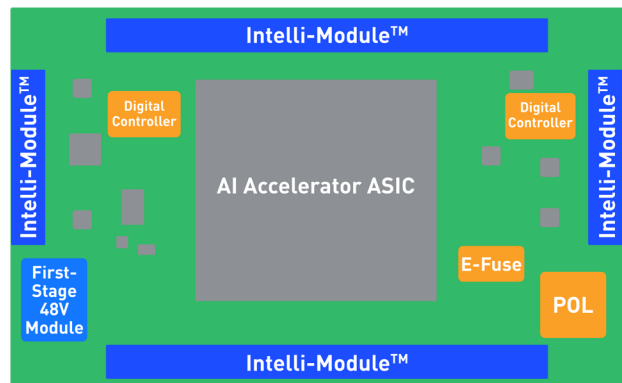 Intelli-Module™
Intelli-Module™
Digital
Controller
Digital
Controller
Intelli-Module™
AI Accelerator ASIC
First-
Stage
48V
Module
E-Fuse
POL
Intelli-Module™